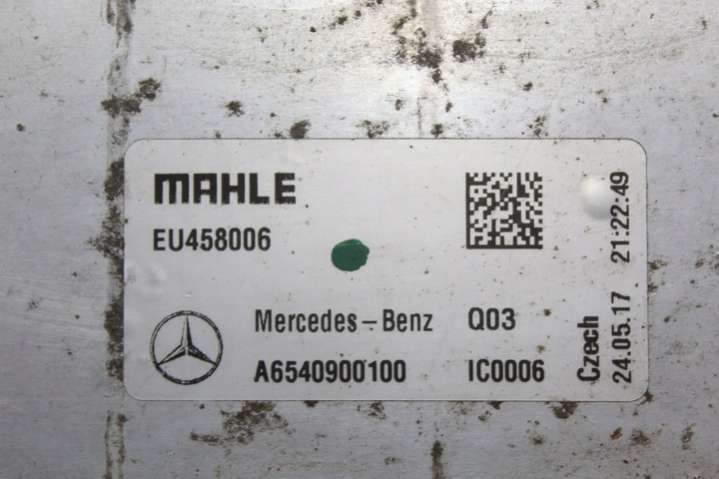 MAHLE
EU458006
Mercedes-Benz Q03
A6540900100 IC0006
Czech
24.05.17 21:22:49